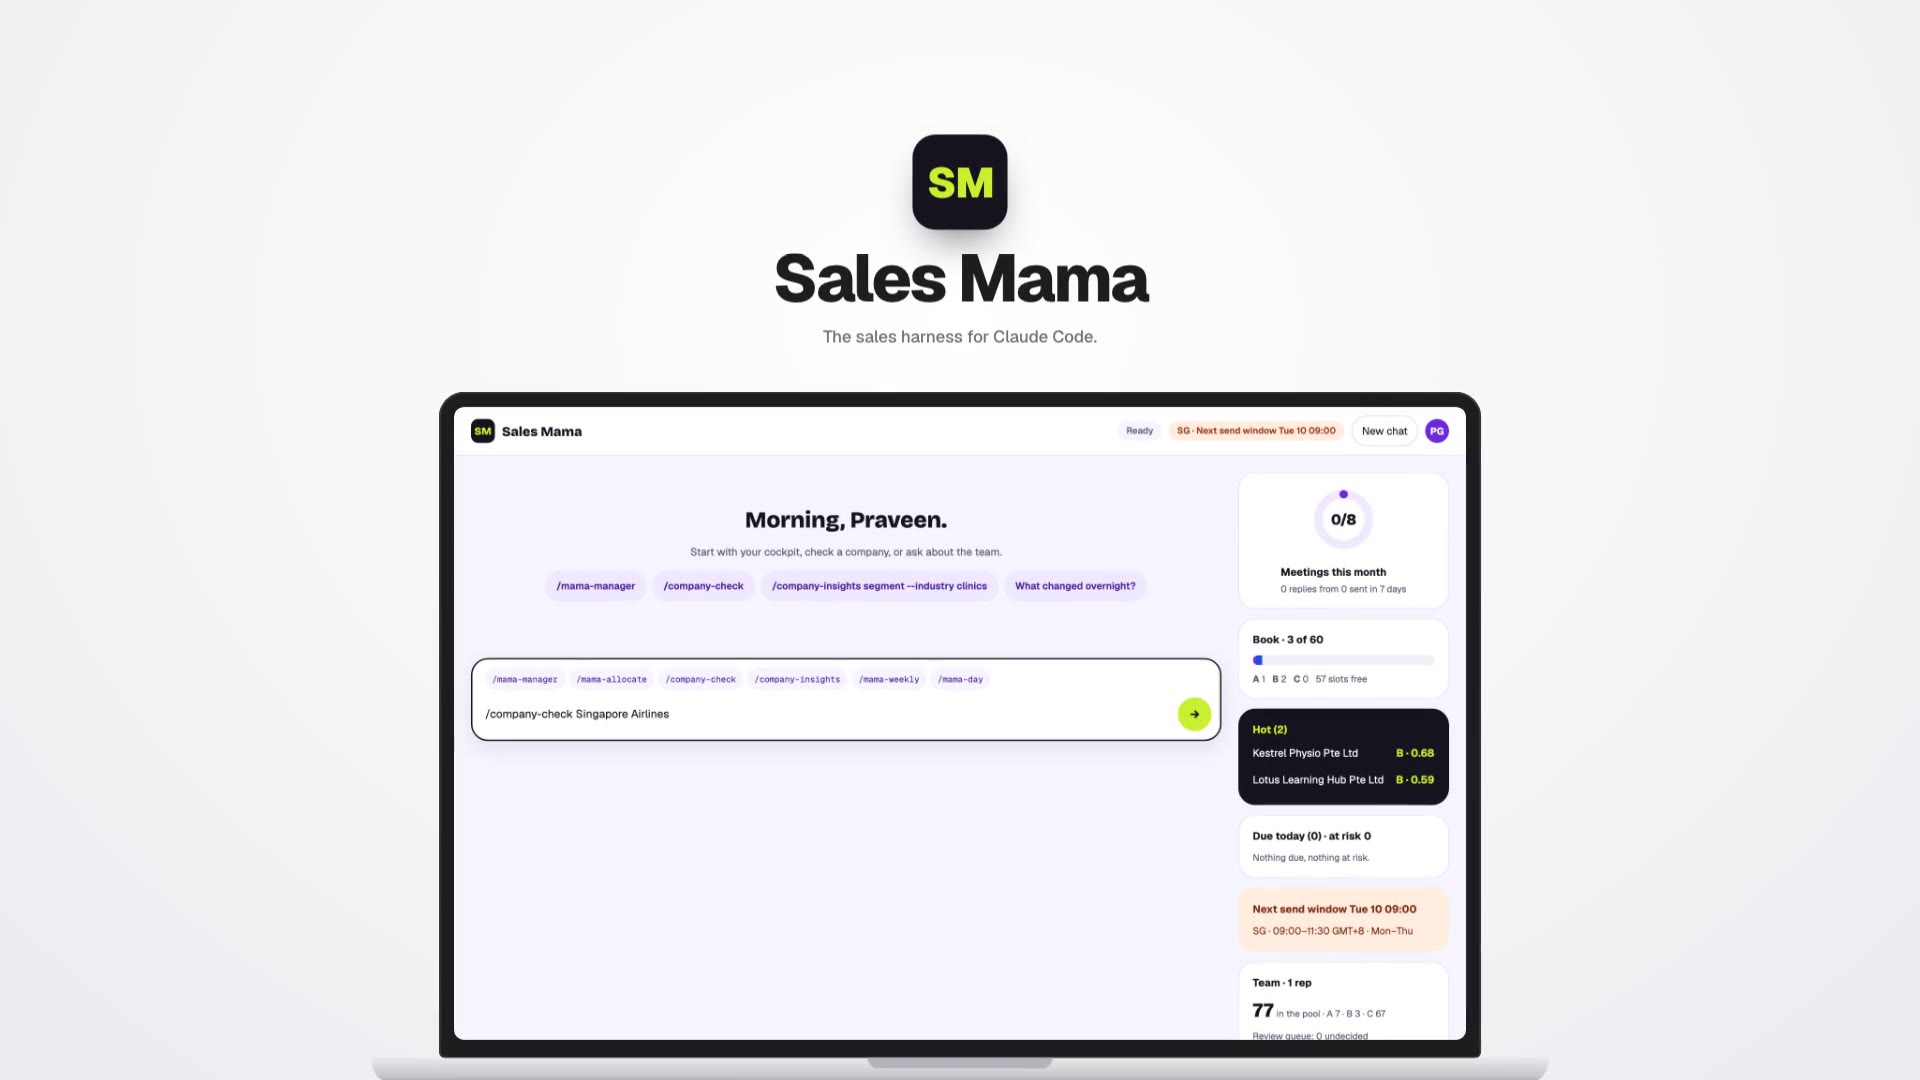 SM
Sales Mama
The sales harness for Claude Code.
SM Sales Mama
Ready
SG · Next send window Tue 10 09:00
New chat
PG
Morning, Praveen.
Start with your cockpit, check a company, or ask about the team.
/mama-manager /company-check /company-insights segment --industry clinics What changed overnight?
/mama-manager /mama-allocate /company-check /company-insights /mama-weekly /mama-day
/company-check Singapore Airlines
0/8
Meetings this month
0 replies from 0 sent in 7 days
Book · 3 of 60
A 1 B 2 C 0 57 slots free
Hot (2)
Kestrel Physio Pte Ltd B · 0.68
Lotus Learning Hub Pte Ltd B · 0.59
Due today (0) · at risk 0
Nothing due, nothing at risk.
Next send window Tue 10 09:00
SG · 09:00–11:30 GMT+8 · Mon–Thu
Team · 1 rep
77 in the pool · A 7 · B 3 · C 67
Review queue: 0 undecided